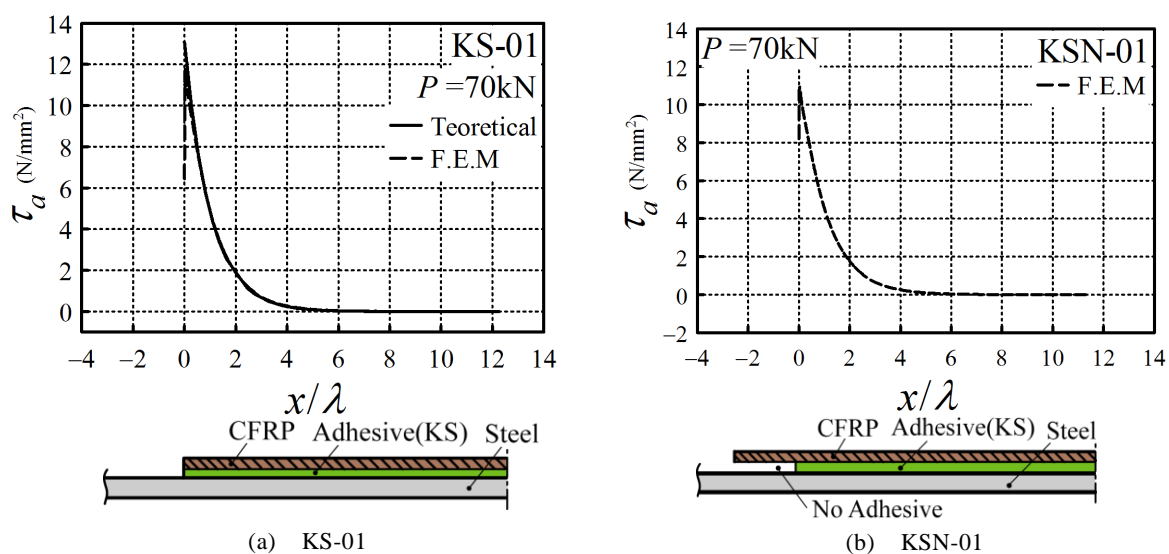 KS-01
P =70kN
Teoretical
F.E.M
τa (N/mm²)
14
12
10
8
6
4
2
0
−4 −2 0 2 4 6 8 10 12 14
x/λ
CFRP Adhesive(KS) Steel
(a) KS-01
P =70kN KSN-01
F.E.M
τa (N/mm²)
14
12
10
8
6
4
2
0
−2
−4 −2 0 2 4 6 8 10 12 14
x/λ
CFRP Adhesive(KS) Steel
No Adhesive
(b) KSN-01